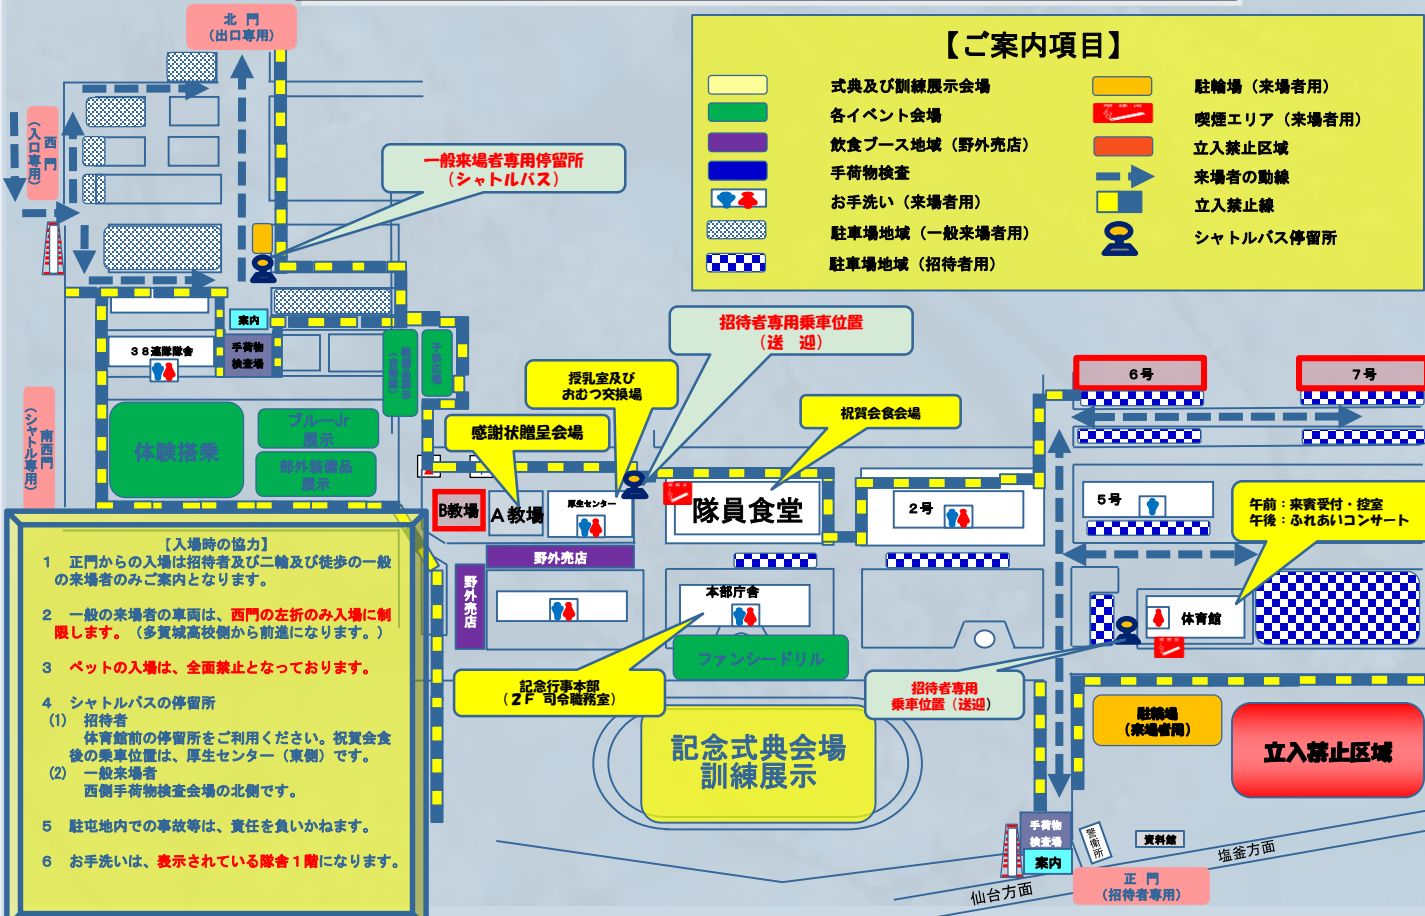 北 門
(出口専用)
西 門
(入口専用)
南西門
(シャトル専用)
一般来場者専用停留所
(シャトルバス)
【ご案内項目】
式典及び訓練展示会場
各イベント会場
飲食ブース地域（野外売店）
手荷物検査
お手洗い（来場者用）
駐車場地域（一般来場者用）
駐車場地域（招待者用）
駐輪場（来場者用）
喫煙エリア（来場者用）
立入禁止区域
来場者の動線
立入禁止線
シャトルバス停留所
案内
38連隊隊舎
手荷物
検査場
子供広場
体験搭乗
ブルーJr
展示
部外装備品
展示
招待者専用乗車位置
(送 迎)
授乳室及び
おむつ交換場
感謝状贈呈会場
祝賀会食会場
6号
7号
B教場
A教場
厚生センター
隊員食堂
2号
5号
午前：来賓受付・控室
午後：ふれあいコンサート
野外売店
野外売店
本部庁舎
体育館
ファンシードリル
記念行事本部
(2F 司令職務室)
招待者専用
乗車位置（送迎）
記念式典会場
訓練展示
駐輪場
(来場者用)
立入禁止区域
手荷物
検査場
案内
警衛所
資料館
塩釜方面
仙台方面
正 門
(招待者専用)
【入場時の協力】
1 正門からの入場は招待者及び二輪及び徒歩の一般
の来場者のみご案内となります。
2 一般の来場者の車両は、西門の左折のみ入場に制
限します。（多賀城高校側から前進になります。）
3 ペットの入場は、全面禁止となっております。
4 シャトルバスの停留所
(1) 招待者
体育館前の停留所をご利用ください。祝賀会食
後の乗車位置は、厚生センター（東側）です。
(2) 一般来場者
西側手荷物検査会場の北側です。
5 駐屯地内での事故等は、責任を負いかねます。
6 お手洗いは、表示されている隊舎1階になります。